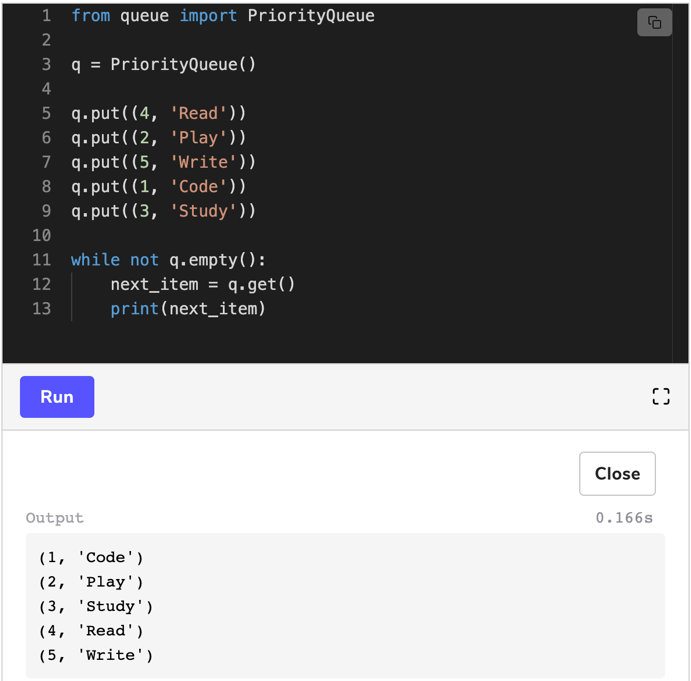 1 from queue import PriorityQueue
2
3 q = PriorityQueue()
4
5 q.put((4, 'Read'))
6 q.put((2, 'Play'))
7 q.put((5, 'Write'))
8 q.put((1, 'Code'))
9 q.put((3, 'Study'))
10
11 while not q.empty():
12     next_item = q.get()
13     print(next_item)
Run
Close
Output 0.166s
(1, 'Code')
(2, 'Play')
(3, 'Study')
(4, 'Read')
(5, 'Write')